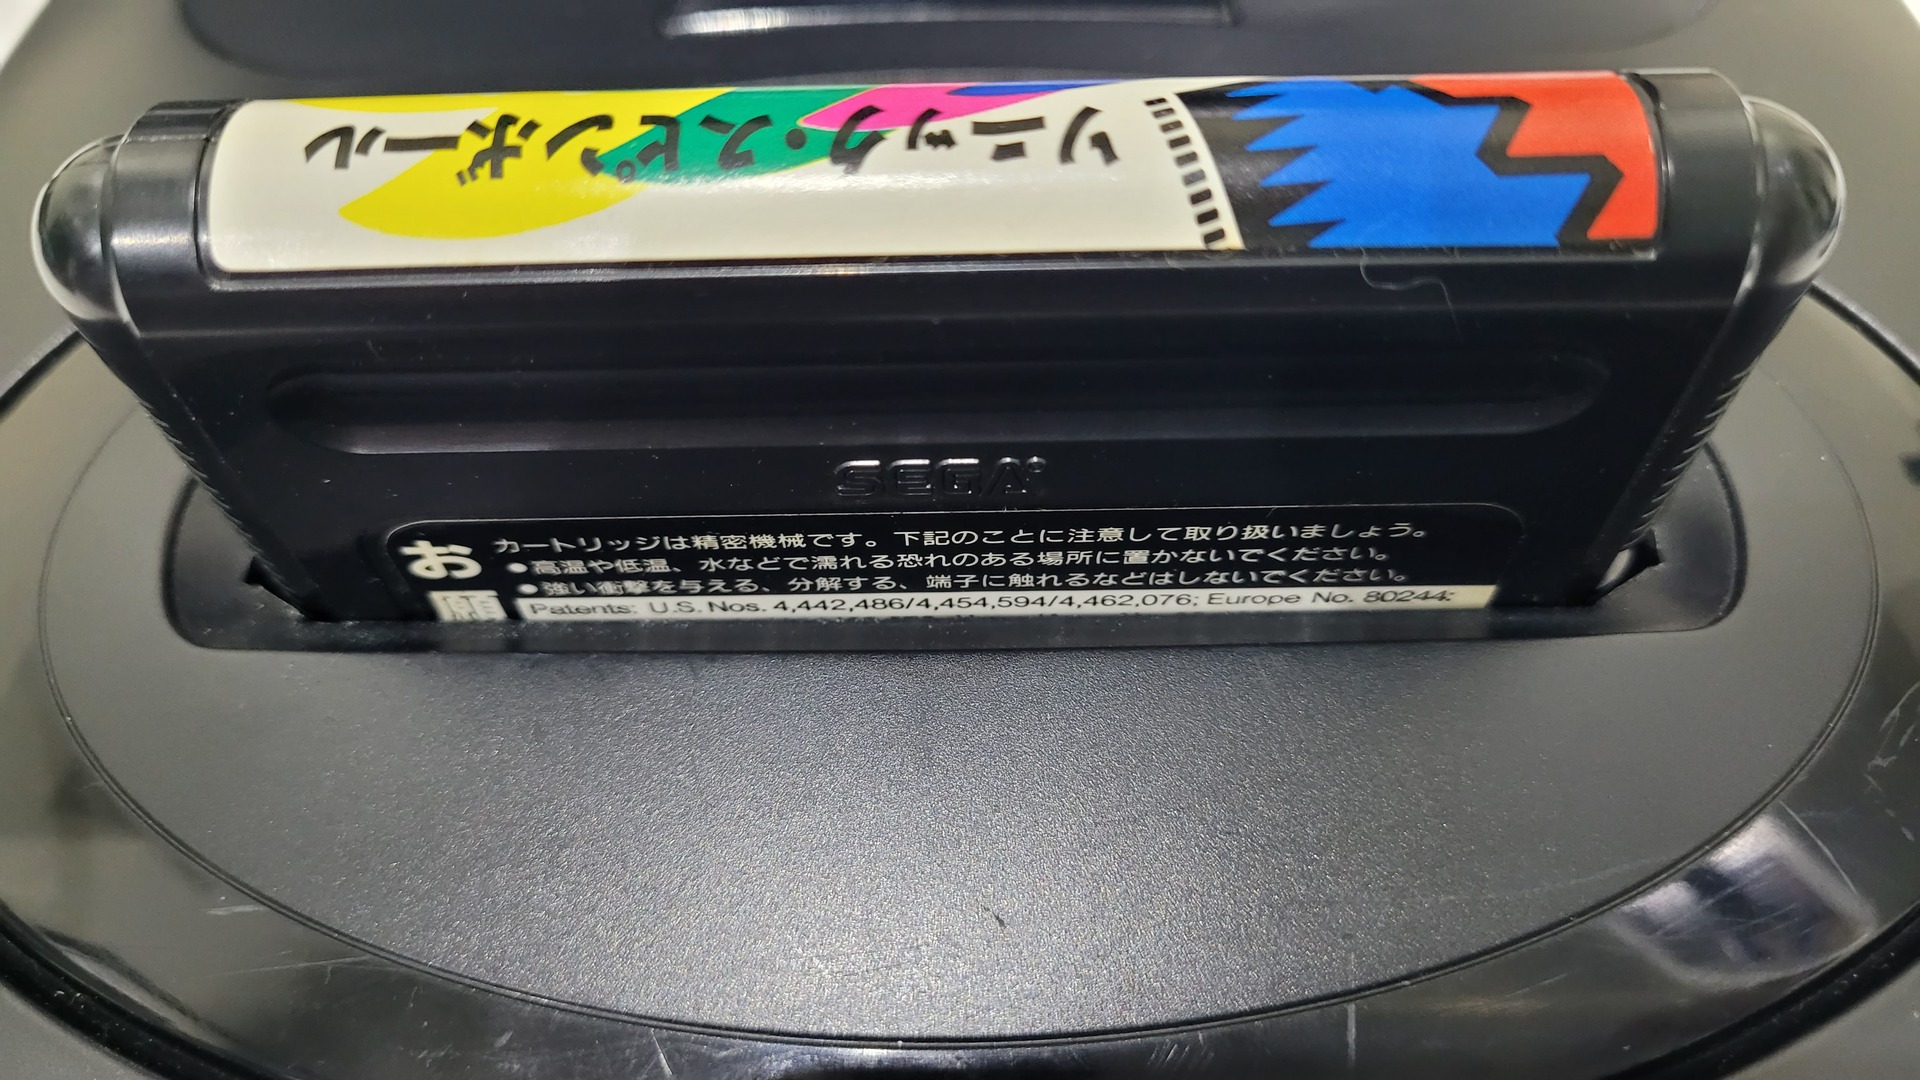 ソニック・スピンボール
SEGA
お願
カートリッジは精密機械です。下記のことに注意して取り扱いましょう。
●高温や低温、水などで濡れる恐れのある場所に置かないでください。
●強い衝撃を与える、分解する、端子に触れるなどはしないでください。
Patents: U.S. Nos. 4,442,486/4,454,594/4,462,076; Europe No. 80244;